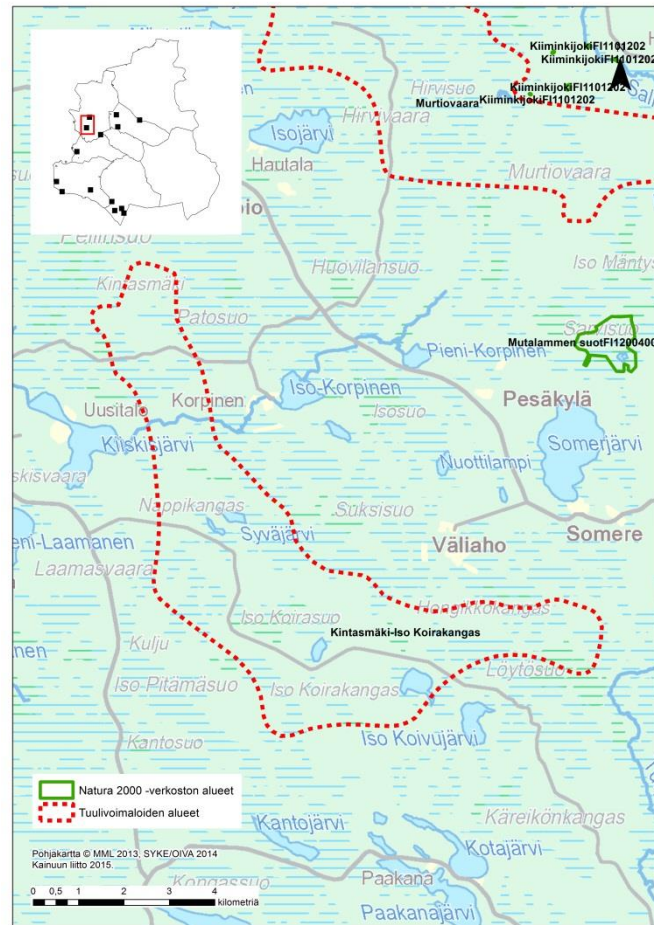 KiiminkijokiFI1101202
KiiminkijokiFI1101202
Hirvisuo
KiiminkijokiFI1101202
Murtiovaara
KiiminkijokiFI1101202
Hirvivaara
Isojärvi
Hautala
Murtiovaara
Pellinsuo
Huovilansuo
Iso Mäntys
Kintasmäki
Patosuo
Sarvisuo
Mutalammen suotFI1200400
Pieni-Korpinen
Iso-Korpinen
Korpinen
Uusitalo
Pesäkylä
Isosuo
Kiiskisjärvi
Somerjärvi
Nuottilampi
Nappikangas
Suksisuo
Syväjärvi
Somere
Väliaho
Laamasvaara
Hongikkokangas
Iso Koirasuo
Kintasmäki-Iso Koirakangas
Kulju
Löytösuo
Iso Pitämäsuo
Iso Koirakangas
Iso Koivujärvi
Kantosuo
Natura 2000 -verkoston alueet
Tuulivoimaloiden alueet
Kantojärvi
Käreikönkangas
Kotajärvi
Pohjakartta © MML 2013, SYKE/OIVA 2014
Kainuun liitto 2015.
Kongassuo
Paakana
0 0,5 1 2 3 4
kilometriä
Paakanajärvi